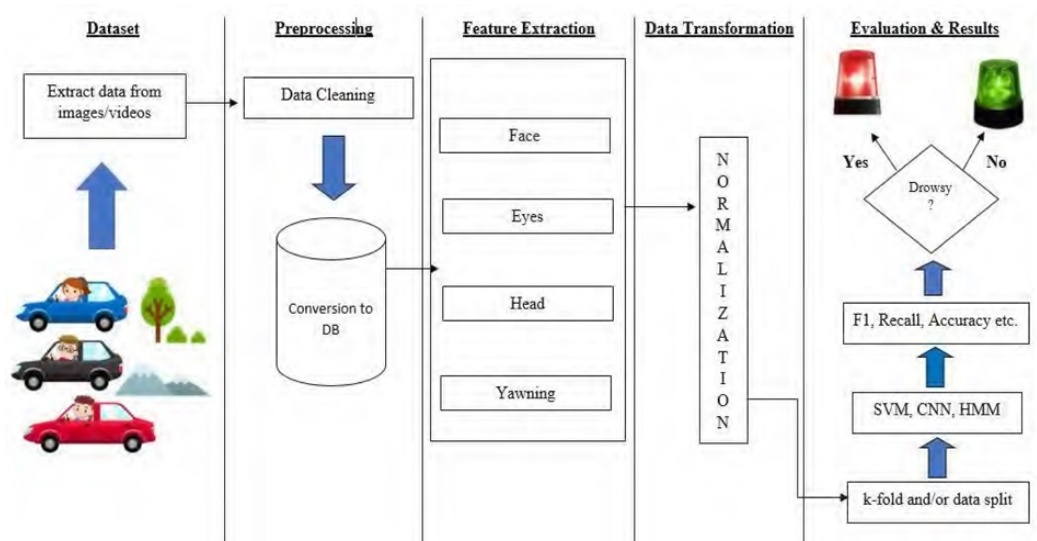 Dataset
Extract data from
images/videos
Preprocessing
Data Cleaning
Conversion to
DB
Feature Extraction
Face
Eyes
Head
Yawning
Data Transformation
N
O
R
M
A
L
I
Z
A
T
I
O
N
Evaluation & Results
Yes
No
Drowsy
?
F1, Recall, Accuracy etc.
SVM, CNN, HMM
k-fold and/or data split